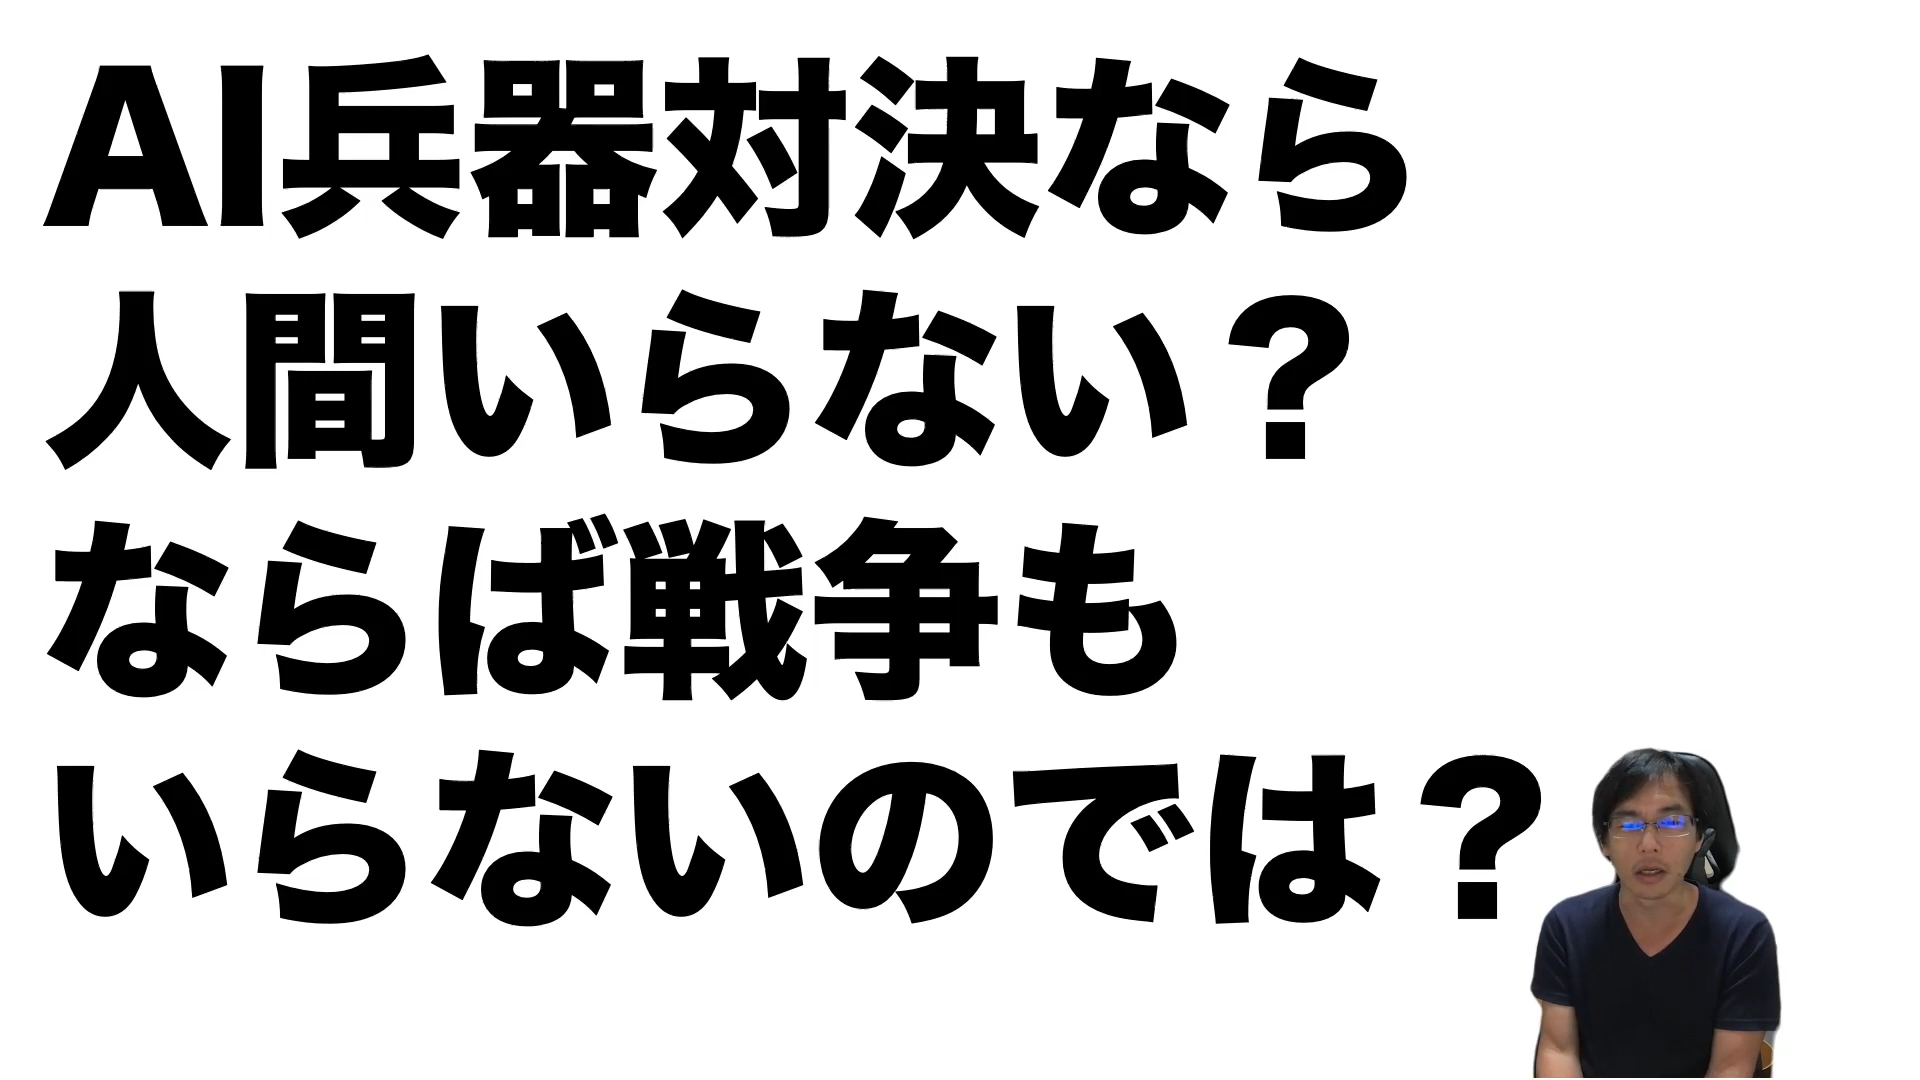 AI兵器対決なら
人間いらない？
ならば戦争も
いらないのでは？